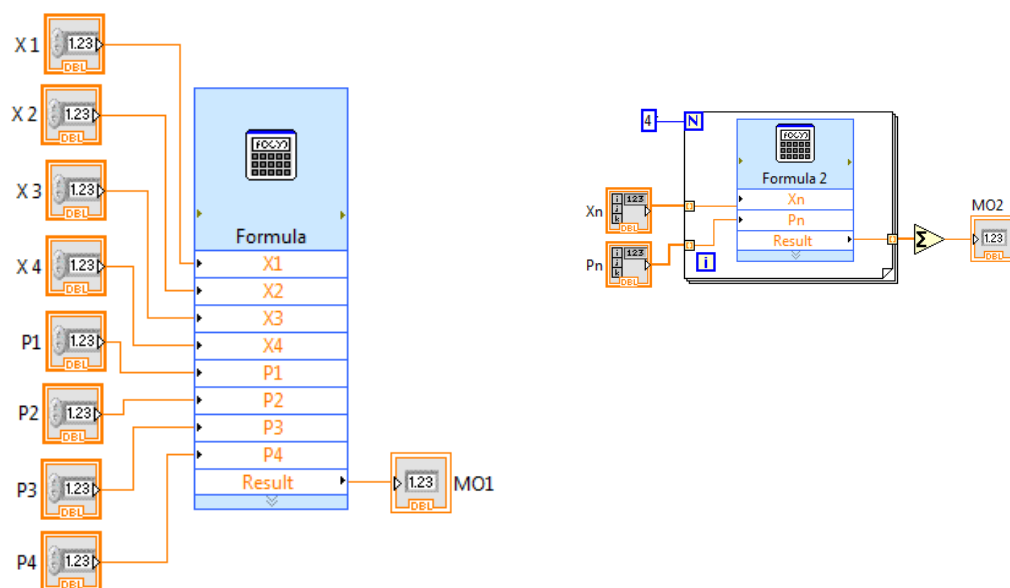 X 1
1.23
DBL
X 2
1.23
DBL
X 3
1.23
DBL
X 4
1.23
DBL
P1
1.23
DBL
P2
1.23
DBL
P3
1.23
DBL
P4
1.23
DBL
f(x,y)
Formula
X1
X2
X3
X4
P1
P2
P3
P4
Result
1.23
DBL
MO1
4
N
f(x,y)
Formula 2
Xn
Pn
Result
i
Xn
i
j
k
123
DBL
Pn
i
j
k
123
DBL
Σ
MO2
1.23
DBL